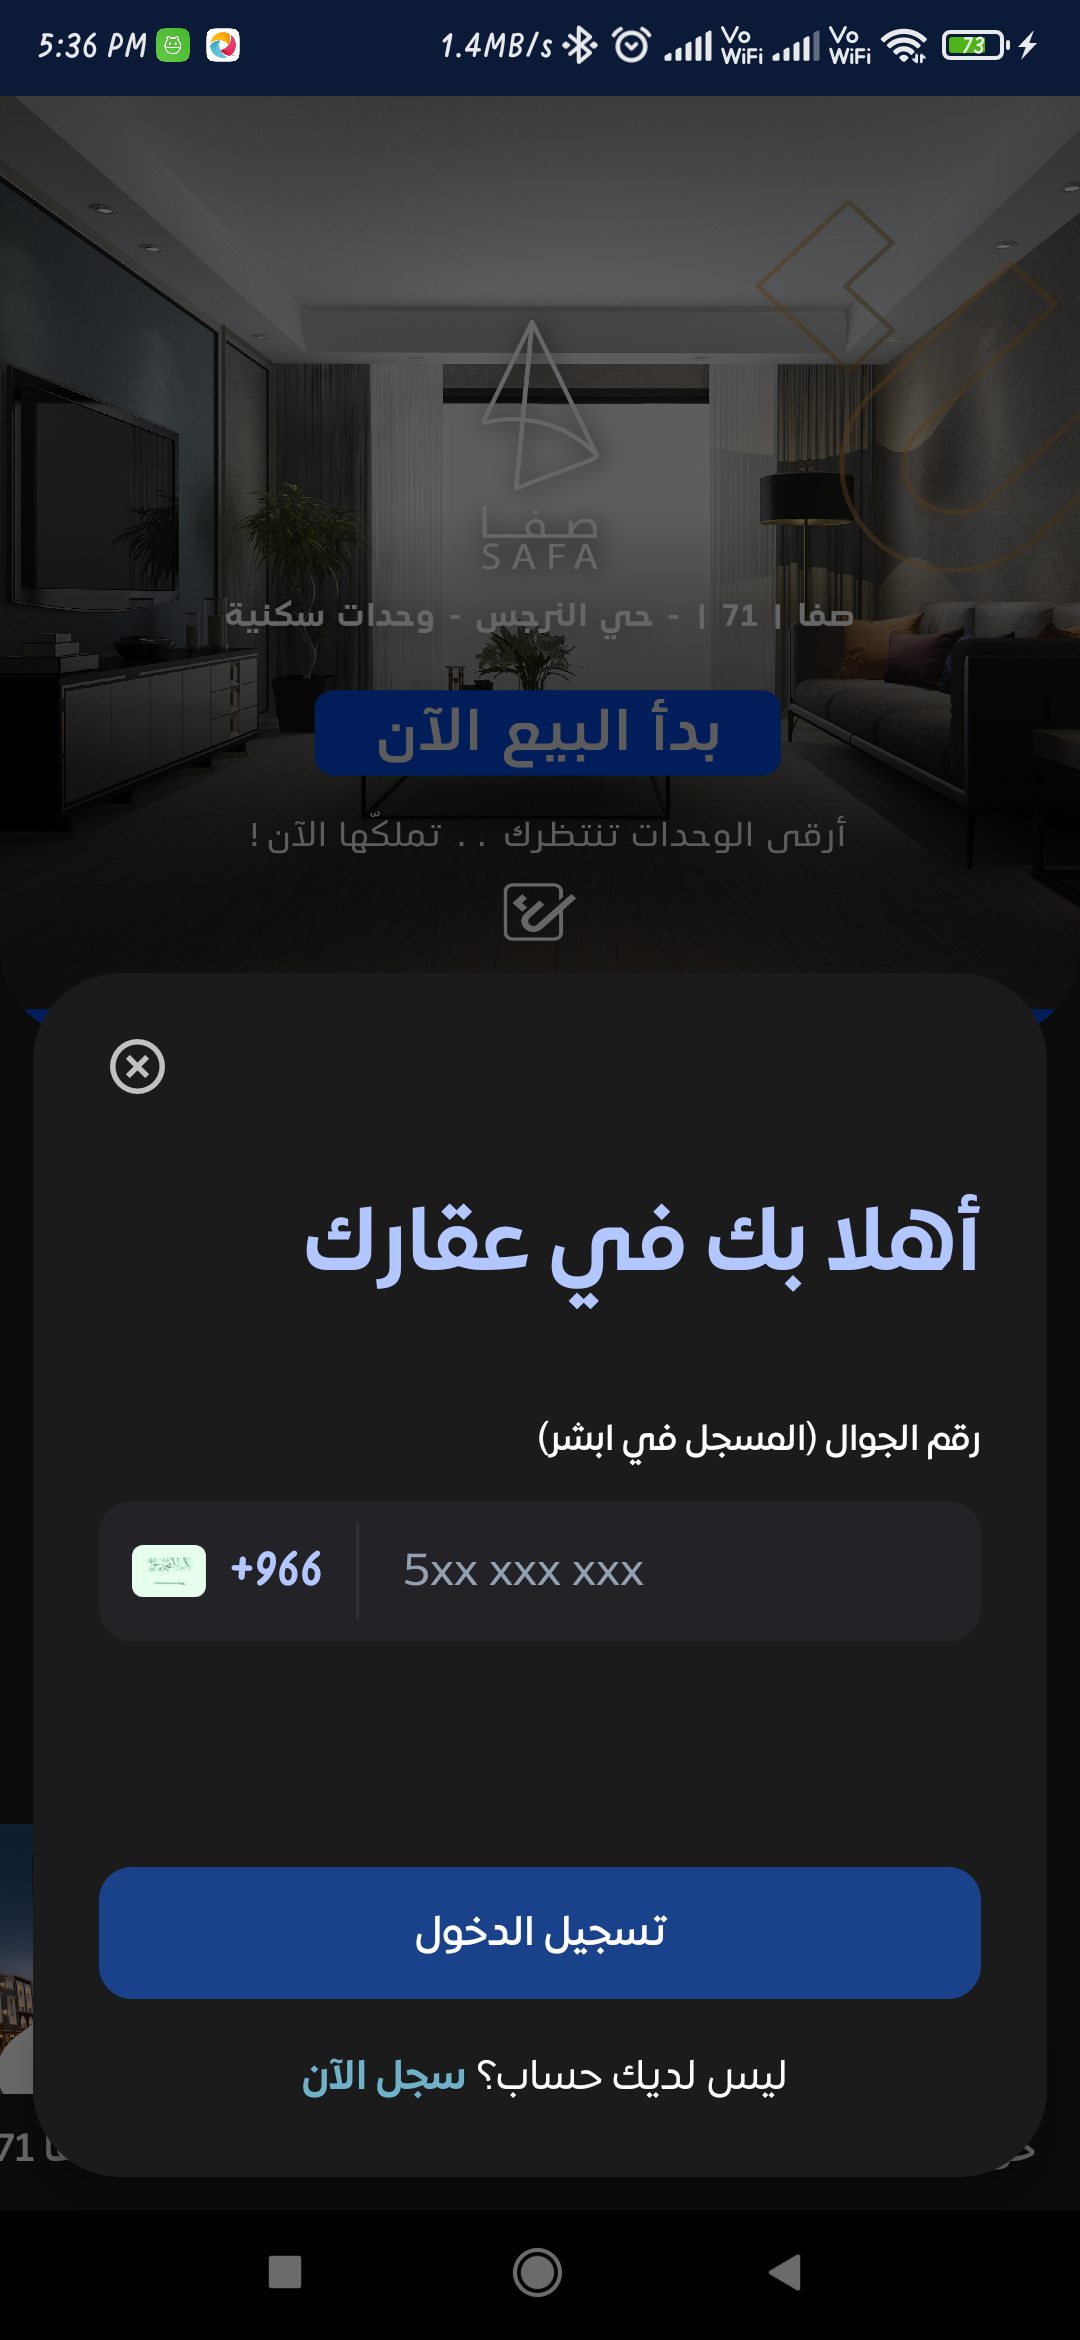 5:36 PM 1.4MB/s Vo WiFi Vo WiFi 73
صفا
SAFA
صفا | 71 | - حي النرجس - وحدات سكنية
بدأ البيع الآن
أرقى الوحدات تنتظرك . . تملكّها الآن !
أهلا بك في عقارك
رقم الجوال (المسجل في ابشر)
+966 5xx xxx xxx
تسجيل الدخول
ليس لديك حساب؟ سجل الآن
71